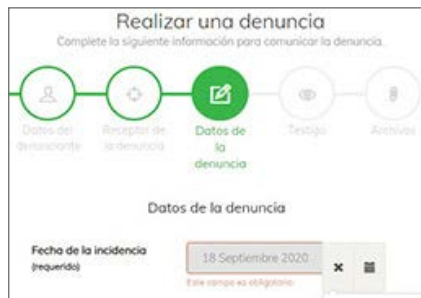 Realizar una denuncia
Complete la siguiente información para comunicar la denuncia.
Datos del denunciante
Receptor de la denuncia
Datos de la denuncia
Testigo
Archivos
Datos de la denuncia
Fecha de la incidencia
(requerido)
18 Septiembre 2020
Este campo es obligatorio